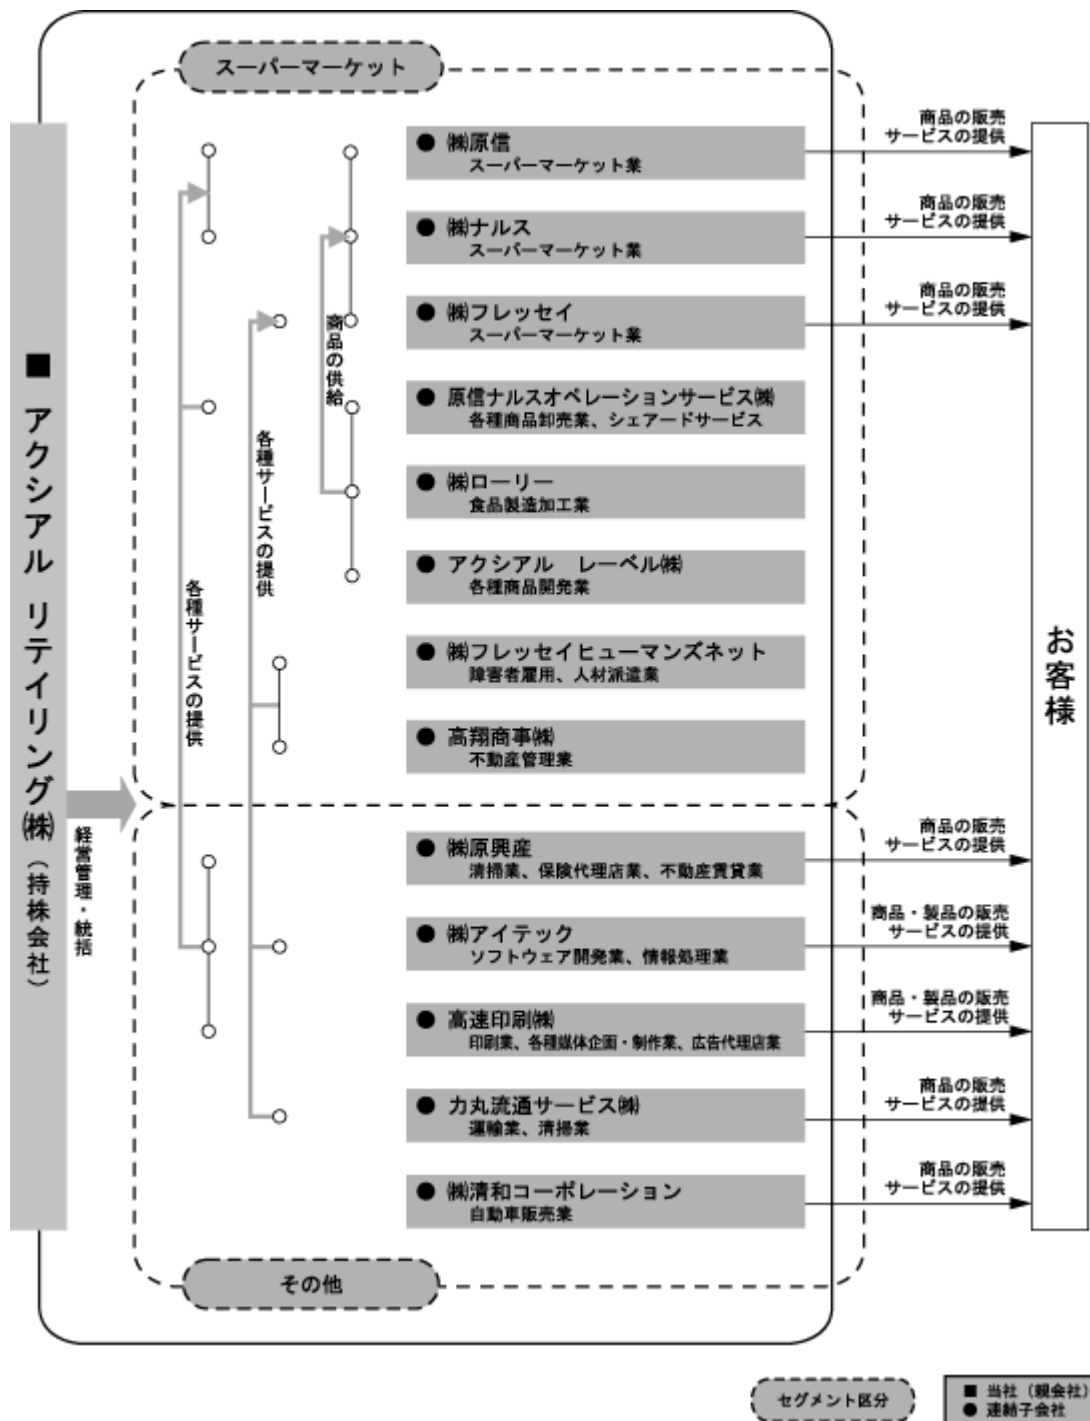 スーパーマーケット
■ アクシアル リテイリング㈱(持株会社)
経営管理・統括
各種サービスの提供
各種サービスの提供
商品の供給
● ㈱原信
スーパーマーケット業
商品の販売
サービスの提供
● ㈱ナルス
スーパーマーケット業
商品の販売
サービスの提供
● ㈱フレッセイ
スーパーマーケット業
商品の販売
サービスの提供
● 原信ナルスオペレーションサービス㈱
各種商品卸売業、シェアードサービス
● ㈱ローリー
食品製造加工業
● アクシアル レーベル㈱
各種商品開発業
● ㈱フレッセイヒューマンズネット
障害者雇用、人材派遣業
● 高翔商事㈱
不動産管理業
● ㈱原興産
清掃業、保険代理店業、不動産賃貸業
商品の販売
サービスの提供
● ㈱アイテック
ソフトウェア開発業、情報処理業
商品・製品の販売
サービスの提供
● 高速印刷㈱
印刷業、各種媒体企画・制作業、広告代理店業
商品・製品の販売
サービスの提供
● 力丸流通サービス㈱
運輸業、清掃業
商品の販売
サービスの提供
● ㈱清和コーポレーション
自動車販売業
商品の販売
サービスの提供
お客様
その他
セグメント区分
■ 当社(親会社)
● 連結子会社